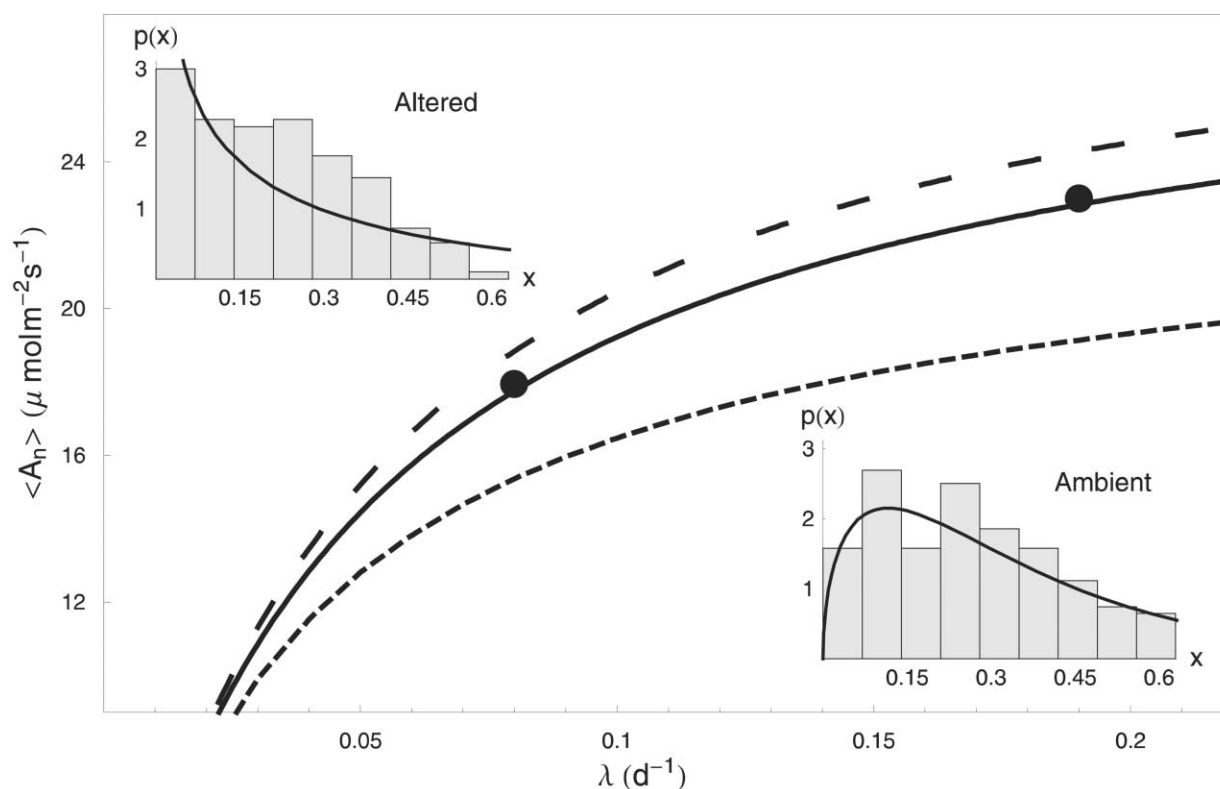 p(x)
3
2
1
Altered
0.15 0.3 0.45 0.6 x
24
20
16
12
<Aₙ> (μ molm⁻²s⁻¹)
p(x)
3
2
1
Ambient
0.15 0.3 0.45 0.6 x
0.05 0.1 0.15 0.2
λ (d⁻¹)